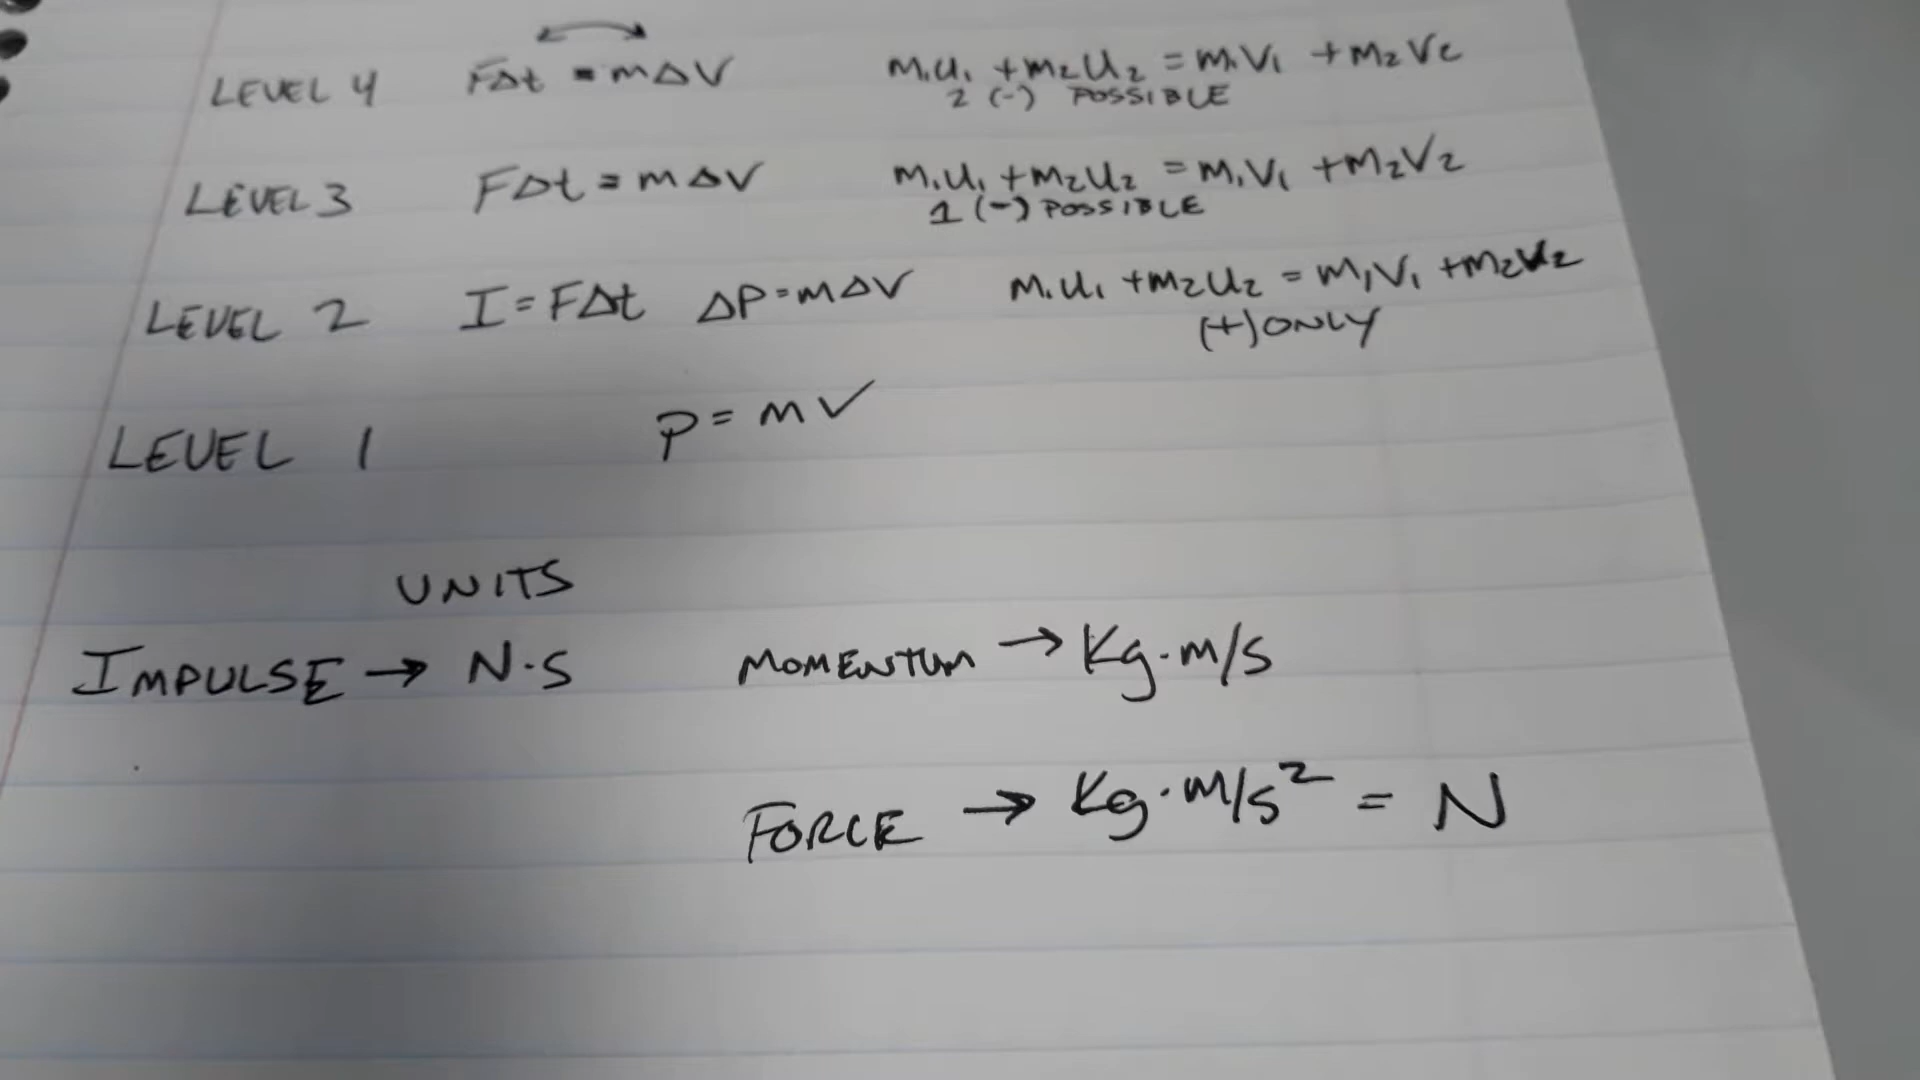 LEVEL 4 FΔt = mΔV m₁u₁ + m₂u₂ = m₁V₁ + m₂V₂
2 (-) POSSIBLE
LEVEL 3 FΔt = mΔV m₁u₁ + m₂u₂ = m₁V₁ + m₂V₂
1 (-) POSSIBLE
LEVEL 2 I = FΔt ΔP = mΔV m₁u₁ + m₂u₂ = m₁V₁ + m₂V₂
(+) ONLY
LEVEL 1 P = mV
UNITS
IMPULSE → N·S MOMENTUM → Kg·m/s
FORCE → Kg·m/s² = N